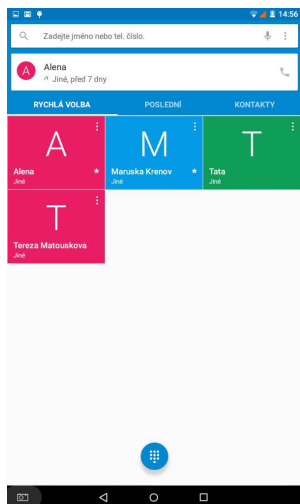 14:56
Zadejte jméno nebo tel. číslo.
A
Alena
Jiné, před 7 dny
RYCHLÁ VOLBA
POSLEDNÍ
KONTAKTY
A
Alena
Jiné
M
Maruska Krenov
Jiné
T
Tata
Jiné
T
Tereza Matouskova
Jiné